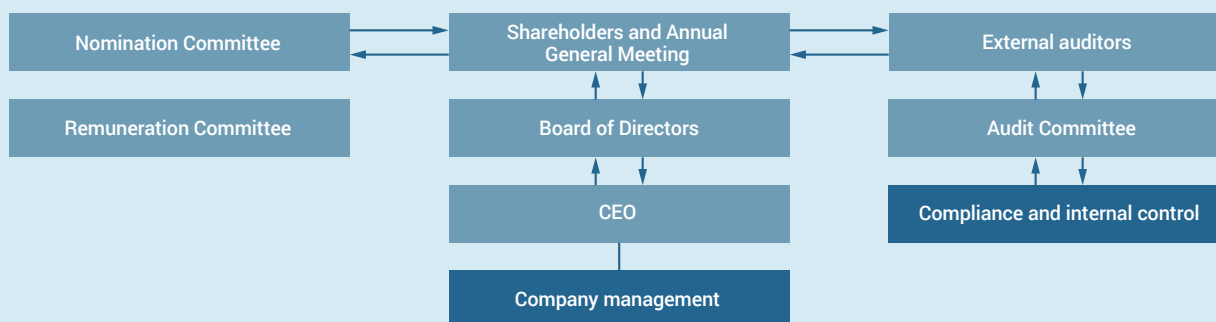 Nomination Committee
Shareholders and Annual
General Meeting
External auditors
Remuneration Committee
Board of Directors
Audit Committee
CEO
Compliance and internal control
Company management